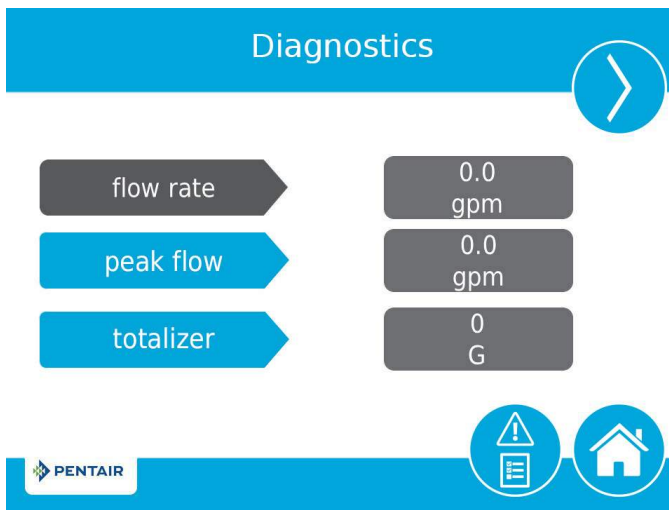 Diagnostics
flow rate
0.0
gpm
peak flow
0.0
gpm
totalizer
0
G
PENTAIR